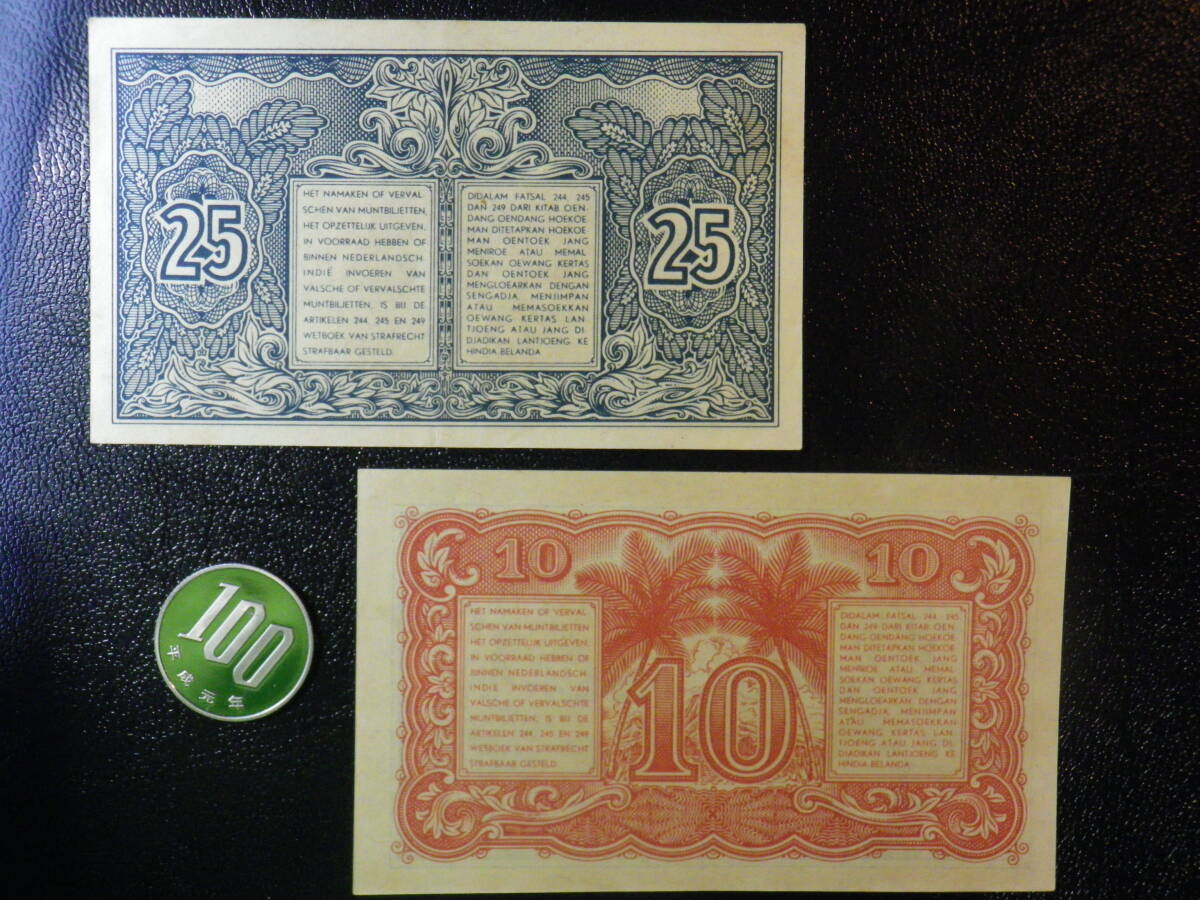 25
HET NAMAKEN OF VERVAL
SCHEN VAN MUNTBILJETTEN,
HET OPZETTELIJK UITGEVEN,
IN VOORRAAD HEBBEN OF
BINNEN NEDERLANDSCH-
INDIË INVOEREN VAN
VALSCHE OF VERVALSCHTE
MUNTBILJETTEN, IS BIJ DE
ARTIKELEN 244, 245 EN 249
WETBOEK VAN STRAFRECHT
STRAFBAAR GESTELD.
DIDALAM FATSAL 244, 245
DAN 249 DARI KITAB OEN-
DANG OENDANG HOEKOE-
MAN DITETAPKAN HOEKOE-
MAN OENTOEK JANG
MENIROE ATAU MEMAL-
SOEKAN OEWANG KERTAS
DAN OENTOEK JANG
MENGLOEARKAN DENGAN
SENGADJA, MENJIMPAN
ATAU MEMASOEKKAN
OEWANG KERTAS LAN-
TJOENG ATAU JANG DI-
DJADIKAN LANTJOENG KE
HINDIA-BELANDA
25
10
10
HET NAMAKEN OF VERVAL
SCHEN VAN MUNTBILJETTEN
HET OPZETTELIJK UITGEVEN,
IN VOORRAAD HEBBEN OF
BINNEN NEDERLANDSCH-
INDIE INVOEREN VAN
VALSCHE OF VERVALSCHTE
MUNTBILJETTEN, IS BIJ DE
ARTIKELEN 244, 245 EN 249
WETBOEK VAN STRAFRECHT
STRAFBAAR GESTELD
10
DIDALAM FATSAL 244, 245
DAN 249 DARI KITAB OEN-
DANG OENDANG HOEKOE-
MAN DITETAPKAN HOEKOE-
MAN OENTOEK JANG
MENIROE ATAU MEMAL-
SOEKAN OEWANG KERTAS
DAN OENTOEK JANG
MENGLOEARKAN DENGAN
SENGADJA, MENJIMPAN
ATAU MEMASOEKKAN
OEWANG KERTAS LAN-
TJOENG ATAU JANG DI-
DJADIKAN LANTJOENG KE
HINDIA-BELANDA
100
平成元年